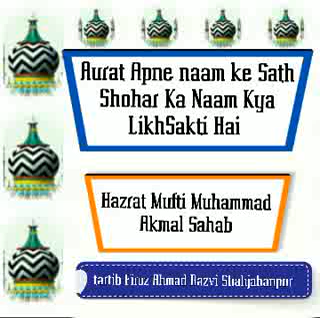 Aurat Apne naam ke Sath
Shohar Ka Naam Kya
LikhSakti Hai
Hazrat Mufti Muhammad
Akmal Sahab
tartib Firoz Ahmad Razvi Shahjahanpur